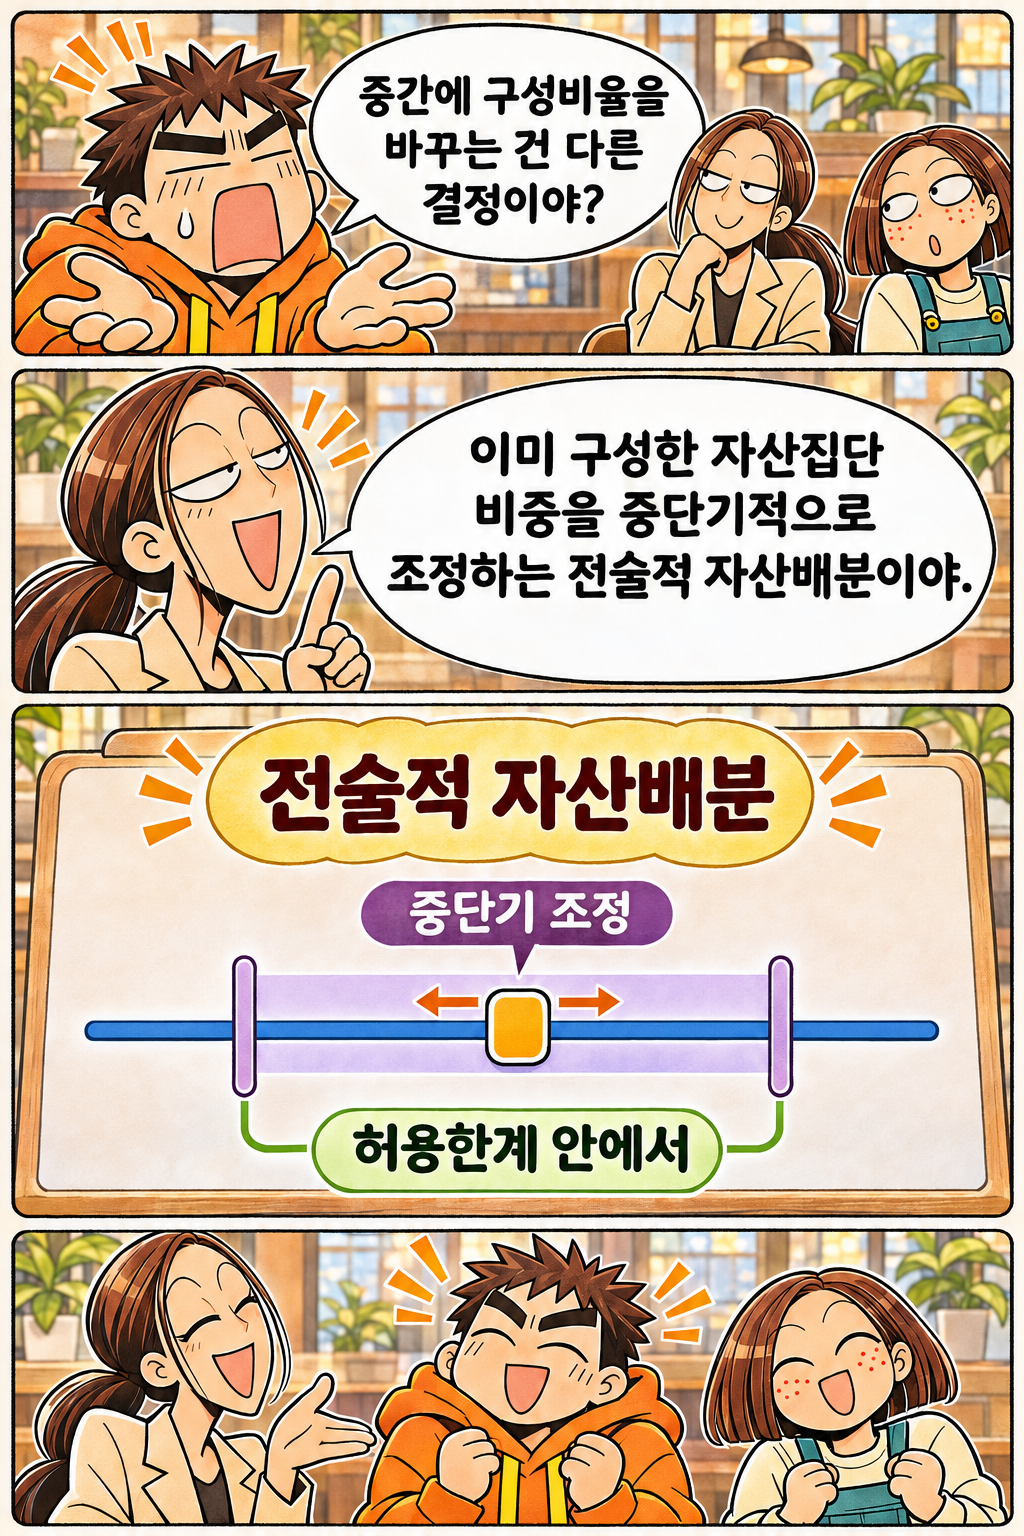 중간에 구성비율을
바꾸는 건 다른
결정이야?
이미 구성한 자산집단
비중을 중단기적으로
조정하는 전술적 자산배분이야.
전술적 자산배분
중단기 조정
허용한계 안에서